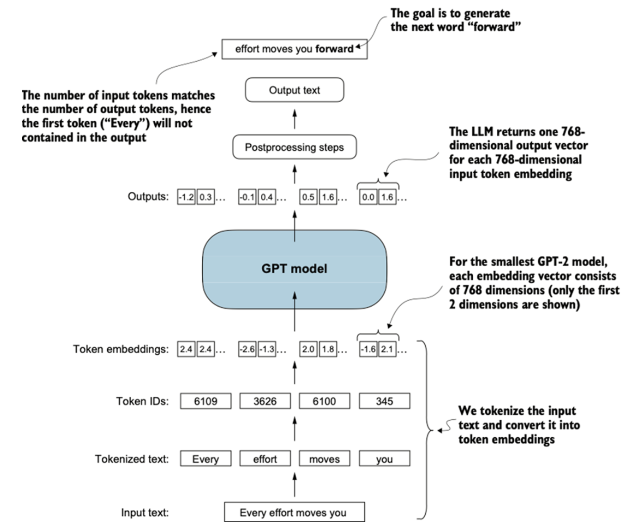 The goal is to generate
the next word “forward”
effort moves you forward
The number of input tokens matches
the number of output tokens, hence
the first token (“Every”) will not
contained in the output
Output text
Postprocessing steps
The LLM returns one 768-
dimensional output vector
for each 768-dimensional
input token embedding
Outputs: -1.2 0.3 ... -0.1 0.4 ... 0.5 1.6 ... 0.0 1.6 ...
GPT model
For the smallest GPT-2 model,
each embedding vector consists
of 768 dimensions (only the first
2 dimensions are shown)
Token embeddings: 2.4 2.4 ... -2.6 -1.3 ... 2.0 1.8 ... -1.6 2.1 ...
Token IDs: 6109 3626 6100 345
We tokenize the input
text and convert it into
token embeddings
Tokenized text: Every effort moves you
Input text: Every effort moves you